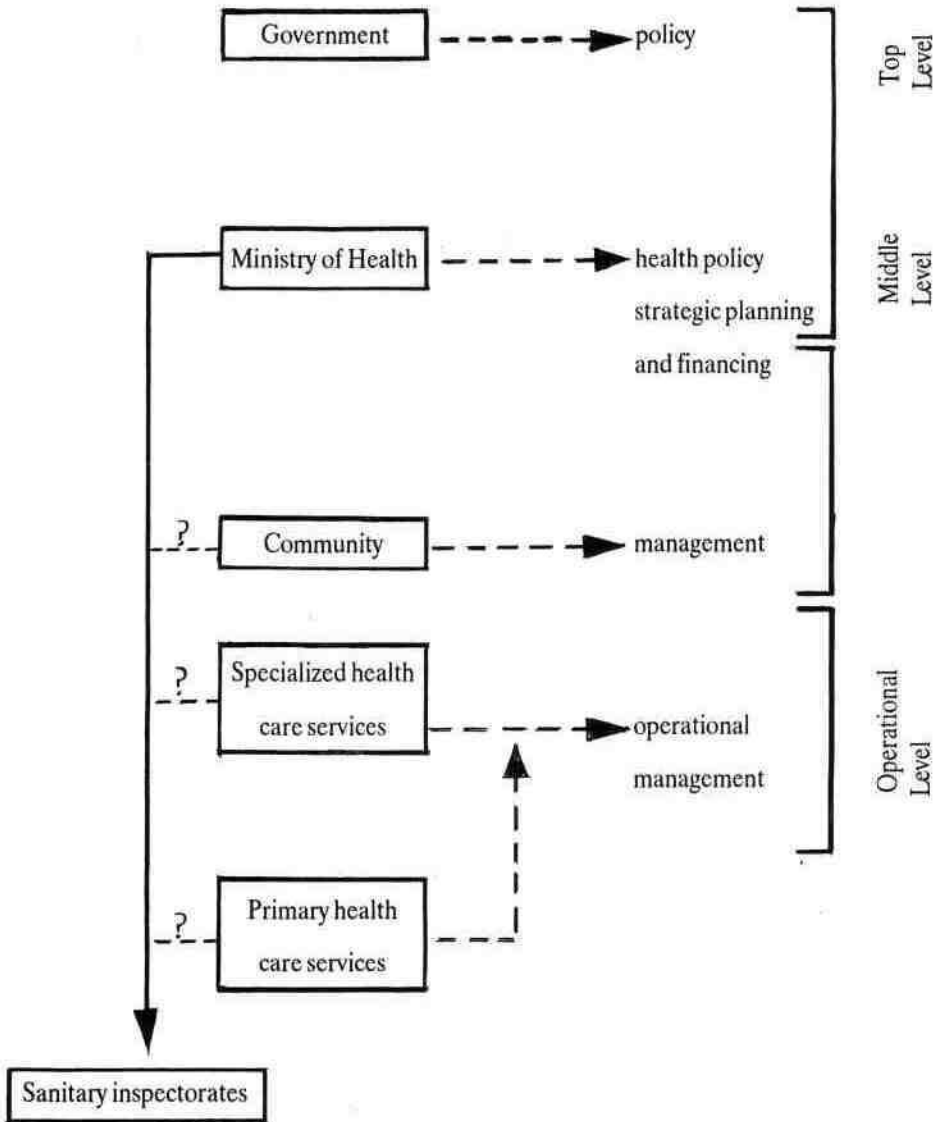 Government
policy
Top
Level
Ministry of Health
health policy
strategic planning
and financing
Middle
Level
?
Community
management
?
Specialized health
care services
operational
management
Operational
Level
?
Primary health
care services
Sanitary inspectorates